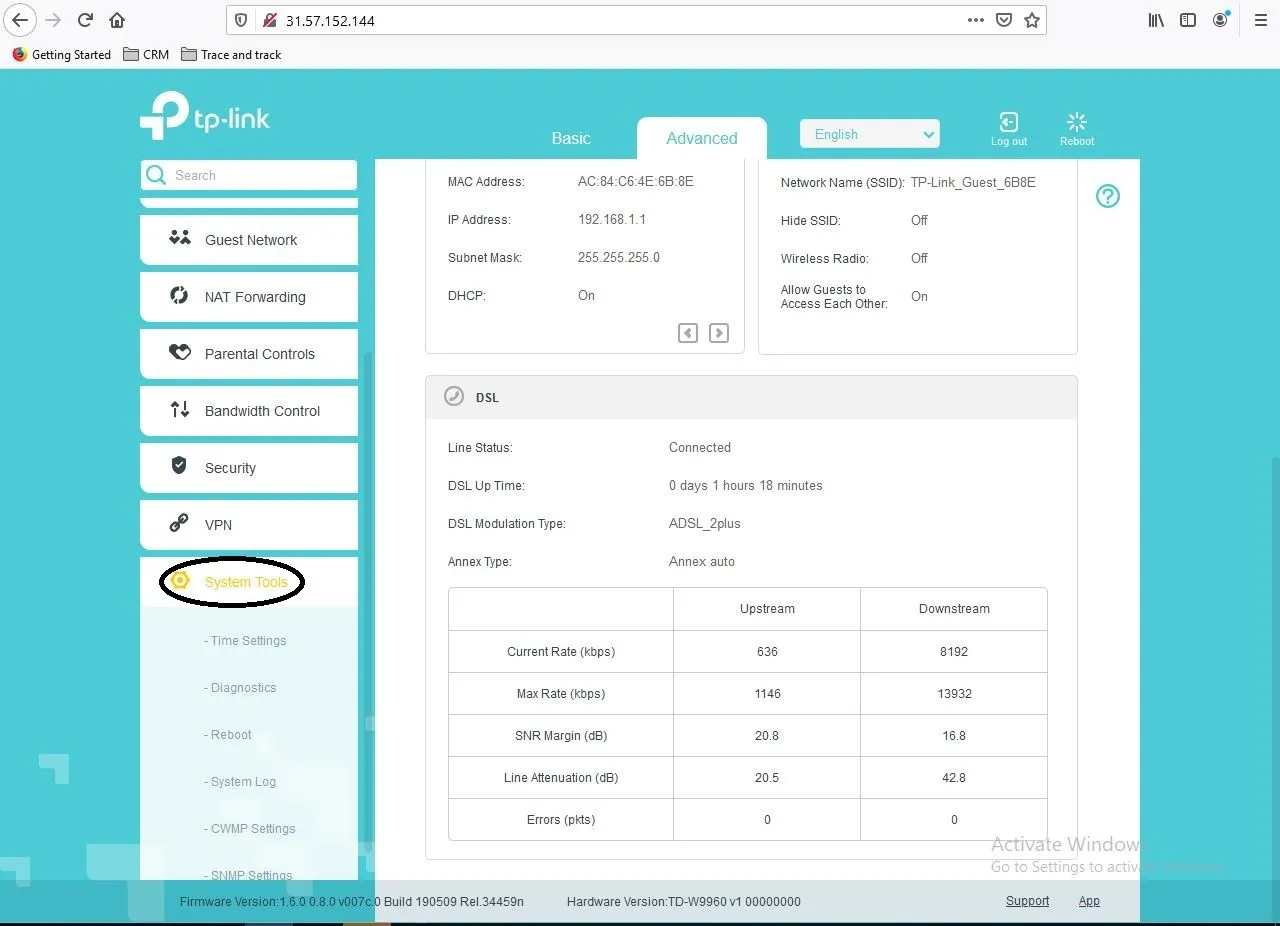 31.57.152.144
Getting Started CRM Trace and track
tp-link
Basic Advanced English Log out Reboot
Search
Guest Network
NAT Forwarding
Parental Controls
Bandwidth Control
Security
VPN
System Tools
- Time Settings
- Diagnostics
- Reboot
- System Log
- CWMP Settings
- SNMP Settings
MAC Address: AC:84:C6:4E:6B:8E
IP Address: 192.168.1.1
Subnet Mask: 255.255.255.0
DHCP: On
Network Name (SSID): TP-Link_Guest_6B8E
Hide SSID: Off
Wireless Radio: Off
Allow Guests to
Access Each Other: On
?
DSL
Line Status: Connected
DSL Up Time: 0 days 1 hours 18 minutes
DSL Modulation Type: ADSL_2plus
Annex Type: Annex auto
Upstream Downstream
Current Rate (kbps) 636 8192
Max Rate (kbps) 1146 13932
SNR Margin (dB) 20.8 16.8
Line Attenuation (dB) 20.5 42.8
Errors (pkts) 0 0
Activate Windows
Go to Settings to activate Windows.
Firmware Version:1.6.0 0.8.0 v007c.0 Build 190509 Rel.34459n Hardware Version:TD-W9960 v1 00000000 Support App